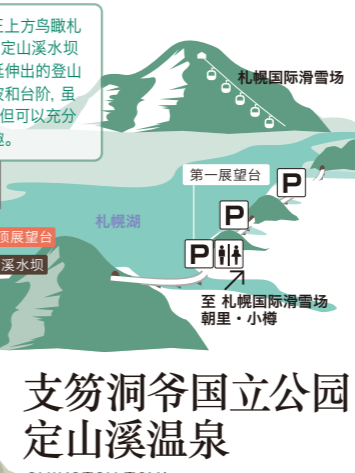 上方鸟瞰札
定山溪水坝
延伸出的登山
和台阶，虽
但可以充分
。
札幌国际滑雪场
第一展望台
P
P
札幌湖
顶展望台
P
溪水坝
至 札幌国际滑雪场
朝里・小樽
支笏洞爷国立公园
定山溪温泉